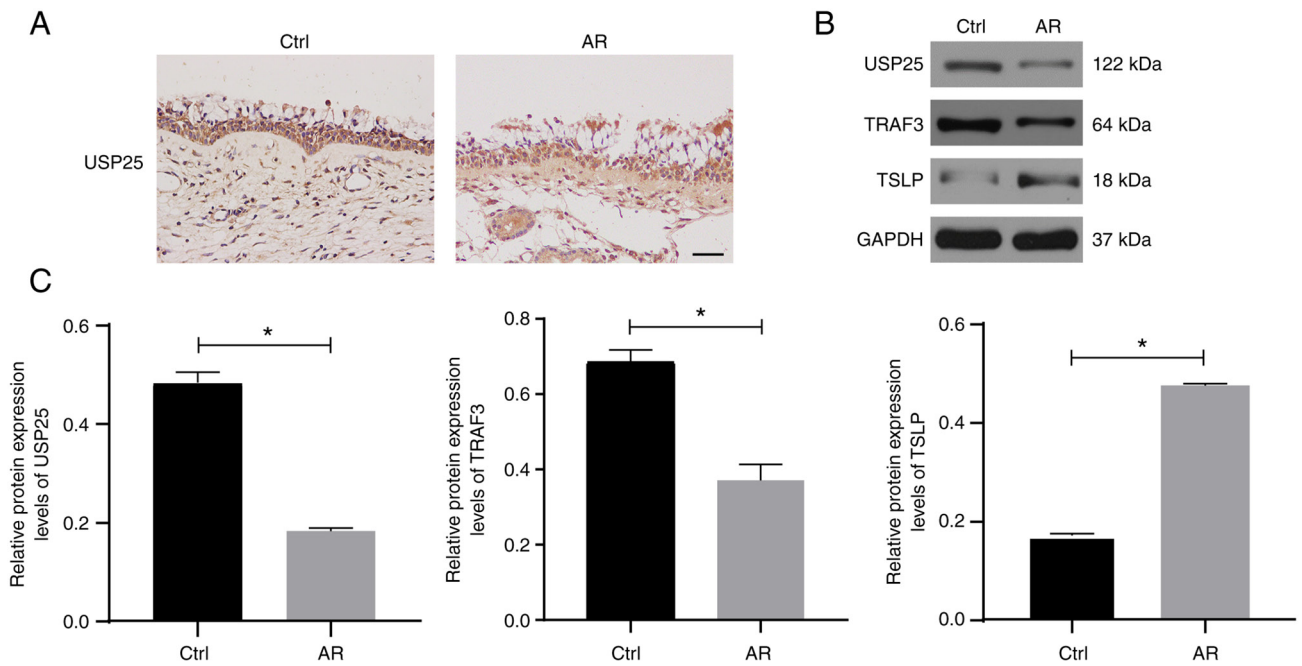 A
Ctrl
AR
USP25
B
Ctrl
AR
USP25
122 kDa
TRAF3
64 kDa
TSLP
18 kDa
GAPDH
37 kDa
C
Relative protein expression
levels of USP25
0.6
0.4
0.2
0.0
*
Ctrl
AR
Relative protein expression
levels of TRAF3
0.8
0.6
0.4
0.2
0.0
*
Ctrl
AR
Relative protein expression
levels of TSLP
0.6
0.4
0.2
0.0
*
Ctrl
AR